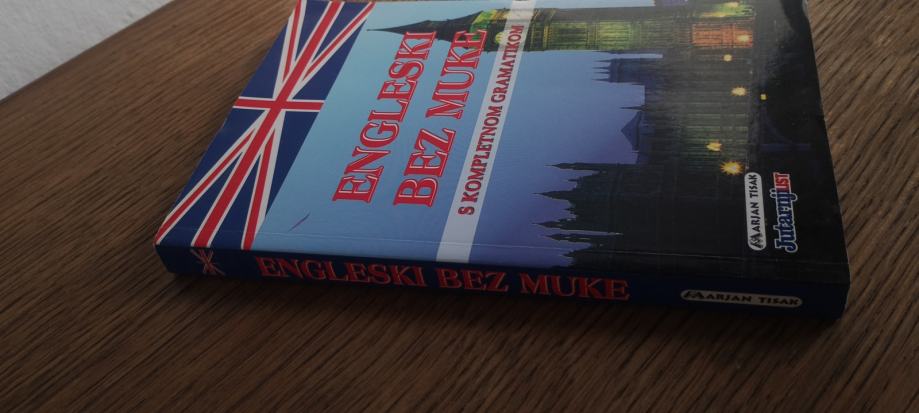 ENGLESKI
BEZ MUKE
S KOMPLETNOM GRAMATIKOM
MARJAN TISAK
Jutarnji LIST
ENGLESKI BEZ MUKE
MARJAN TISAK